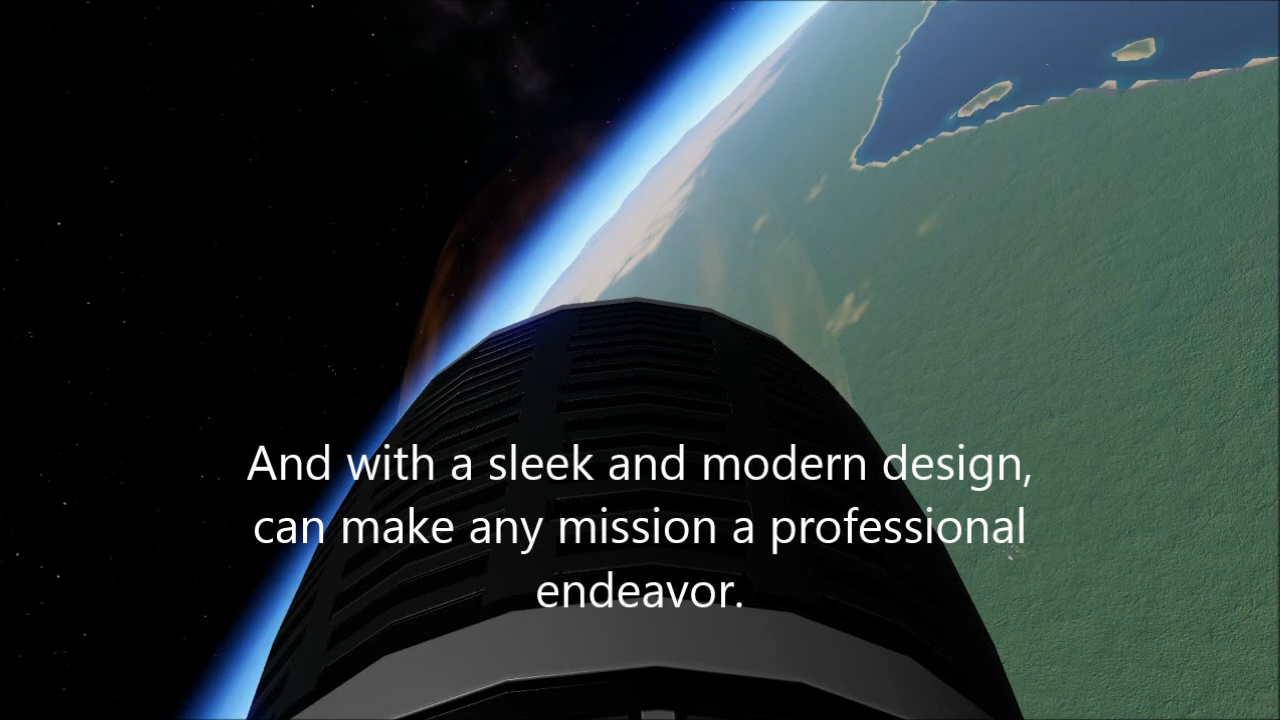 And with a sleek and modern design,
can make any mission a professional
endeavor.